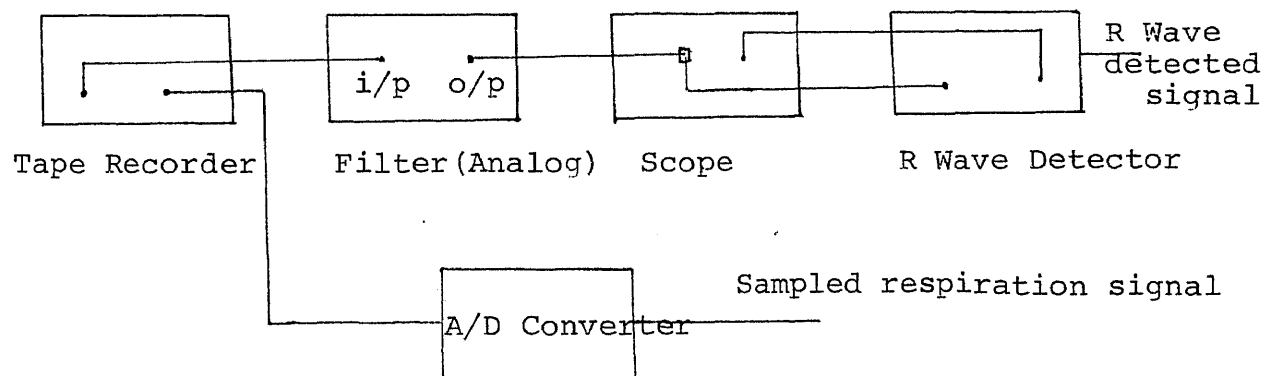 R Wave
detected
signal
i/p o/p
Tape Recorder Filter(Analog) Scope R Wave Detector
Sampled respiration signal
A/D Converter